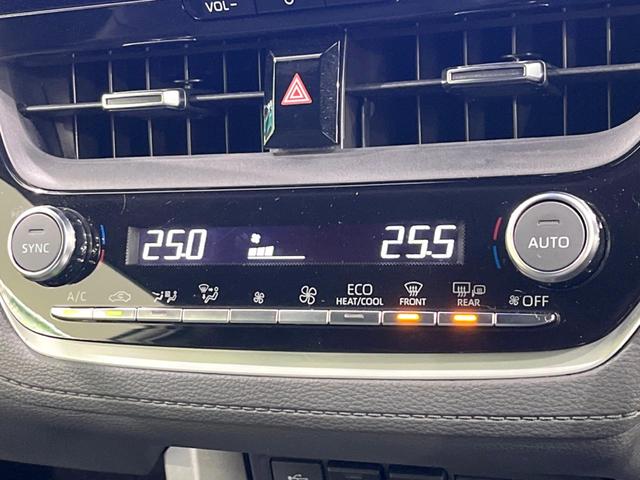 VOL -
SYNC
25.0
25.5
AUTO
A/C
ECO
HEAT/COOL
FRONT
REAR
OFF